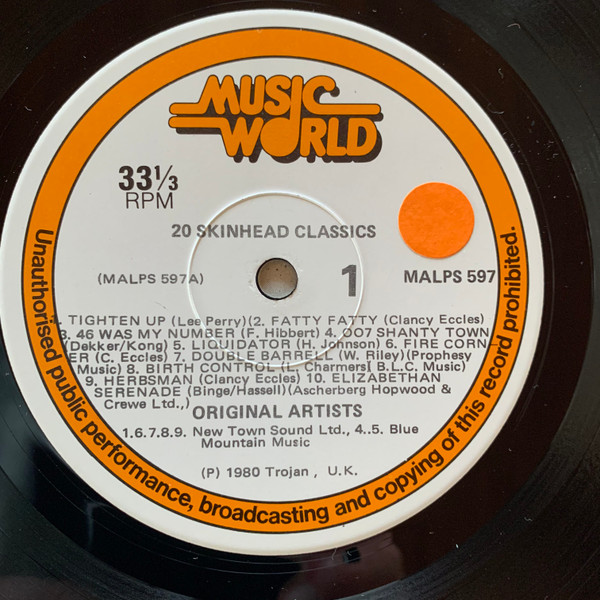 MUSIC
WORLD
33⅓
RPM
20 SKINHEAD CLASSICS
(MALPS 597A)
1
MALPS 597
1. TIGHTEN UP (Lee Perry)2. FATTY FATTY (Clancy Eccles)
3. 46 WAS MY NUMBER (F. Hibbert) 4. OO7 SHANTY TOWN
(Dekker/Kong) 5. LIQUIDATOR (H. Johnson) 6. FIRE CORN-
ER (C. Eccles) 7. DOUBLE BARRELL (W. Riley)(Prophesy
Music) 8. BIRTH CONTROL (L. CharmersI B.L.C. Music)
9. HERBSMAN (Clancy Eccles) 10. ELIZABETHAN
SERENADE (Binge/Hassell)(Ascherberg Hopwood &
Crewe Ltd.,)
ORIGINAL ARTISTS
1.6.7.8.9. New Town Sound Ltd., 4..5. Blue
Mountain Music
(P) 1980 Trojan , U.K.
Unauthorised public performance, broadcasting and copying of this record prohibited.